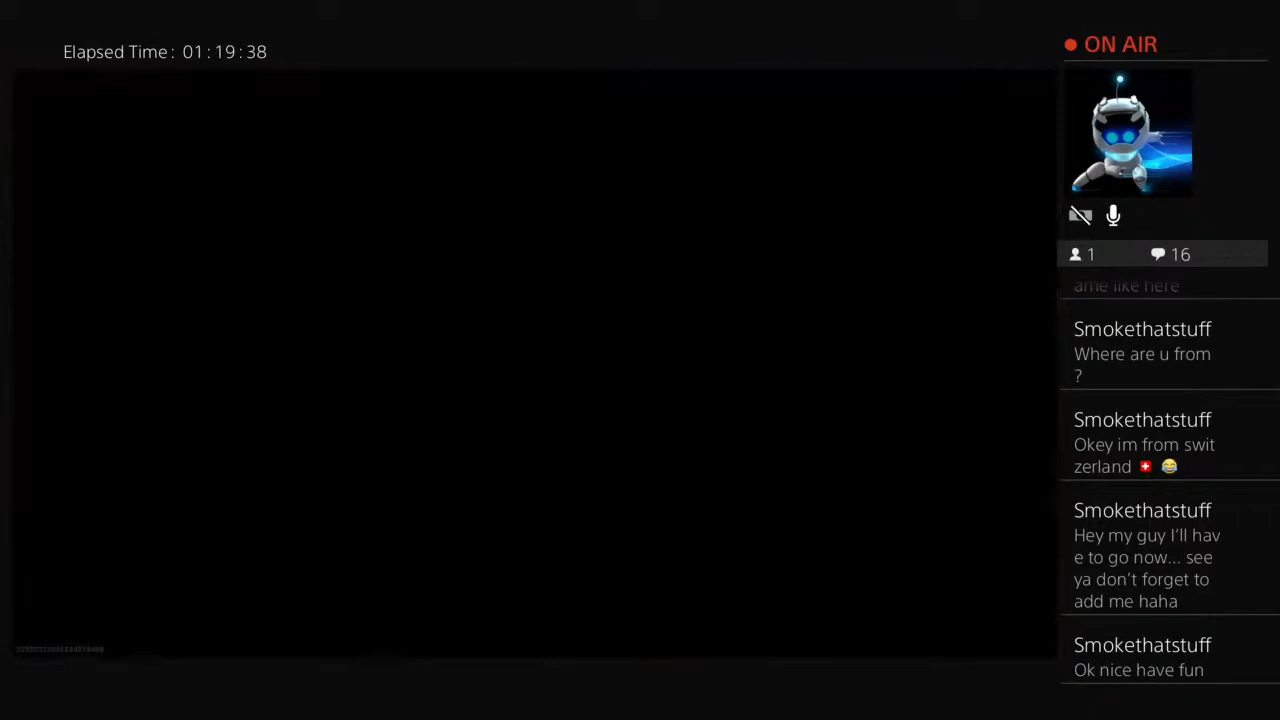 Elapsed Time: 01:19:38
ON AIR
1 16
ame like here
Smokethatstuff
Where are u from
?
Smokethatstuff
Okey im from swit
zerland 🇨🇭 😂
Smokethatstuff
Hey my guy I'll hav
e to go now... see
ya don't forget to
add me haha
Smokethatstuff
Ok nice have fun